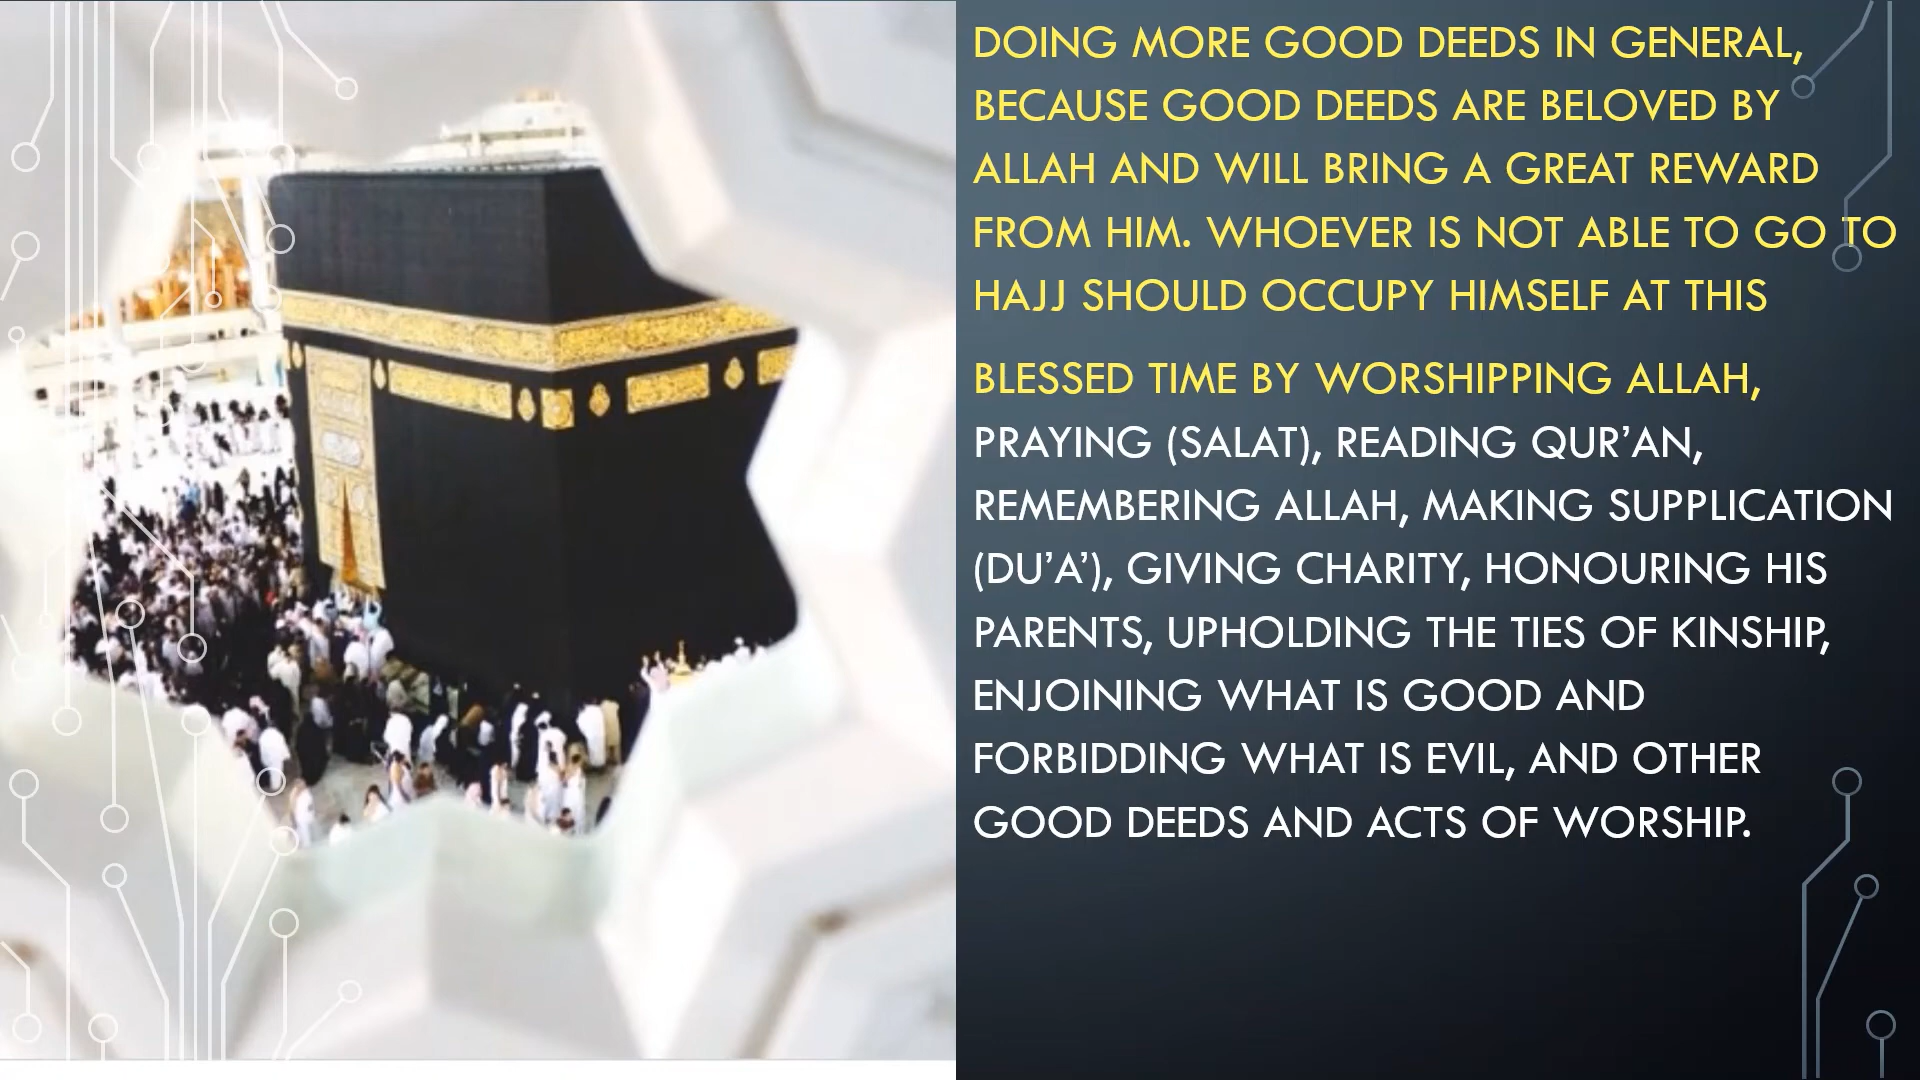 DOING MORE GOOD DEEDS IN GENERAL,
BECAUSE GOOD DEEDS ARE BELOVED BY
ALLAH AND WILL BRING A GREAT REWARD
FROM HIM. WHOEVER IS NOT ABLE TO GO TO
HAJJ SHOULD OCCUPY HIMSELF AT THIS
BLESSED TIME BY WORSHIPPING ALLAH,
PRAYING (SALAT), READING QUR’AN,
REMEMBERING ALLAH, MAKING SUPPLICATION
(DU’A’), GIVING CHARITY, HONOURING HIS
PARENTS, UPHOLDING THE TIES OF KINSHIP,
ENJOINING WHAT IS GOOD AND
FORBIDDING WHAT IS EVIL, AND OTHER
GOOD DEEDS AND ACTS OF WORSHIP.